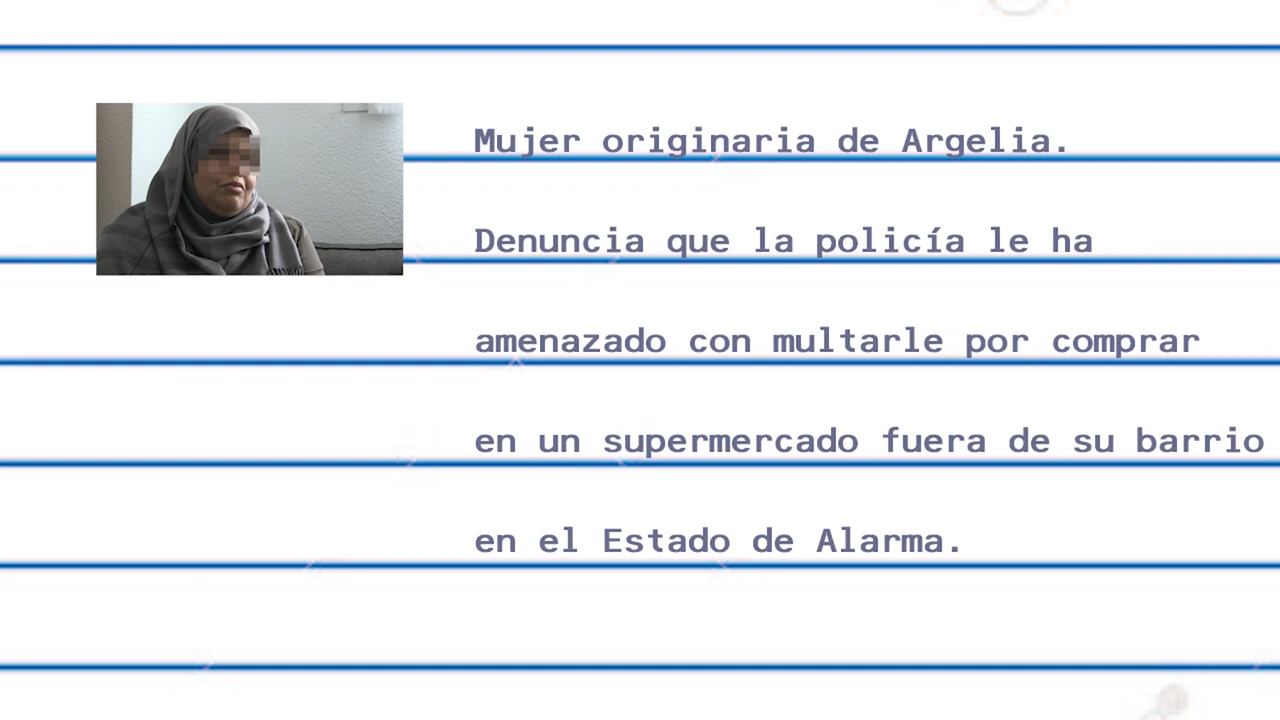 Mujer originaria de Argelia.
Denuncia que la policía le ha
amenazado con multarle por comprar
en un supermercado fuera de su barrio
en el Estado de Alarma.